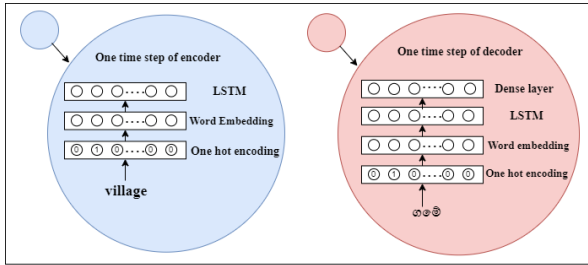 One time step of encoder
LSTM
Word Embedding
One hot encoding
0 1 0 0 0
village
One time step of decoder
Dense layer
LSTM
Word embedding
One hot encoding
0 1 0 0 0
ගමේ